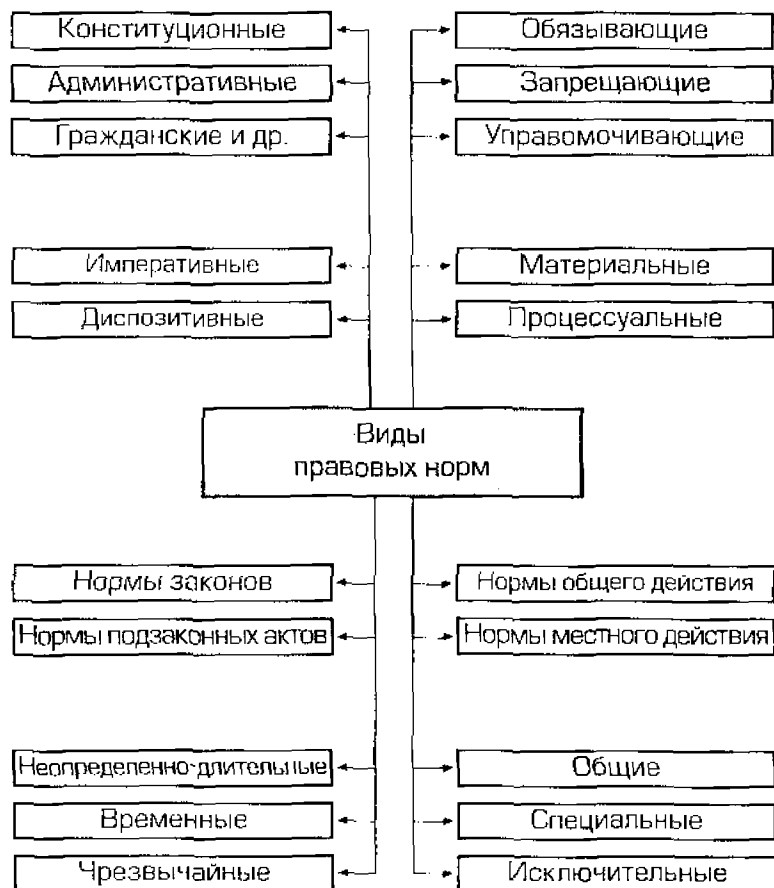 Конституционные
Обязывающие
Административные
Запрещающие
Гражданские и др.
Управомочивающие
Императивные
Материальные
Диспозитивные
Процессуальные
Виды
правовых норм
Нормы законов
Нормы общего действия
Нормы подзаконных актов
Нормы местного действия
Неопределенно-длительные
Общие
Временные
Специальные
Чрезвычайные
Исключительные